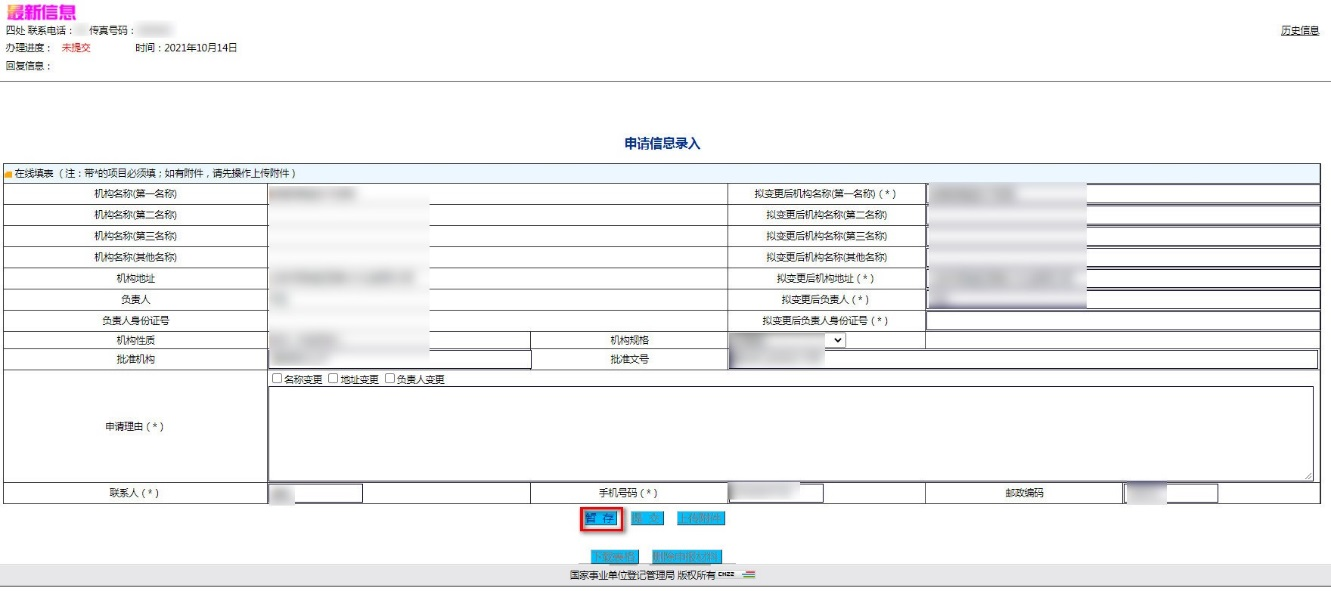 最新信息
四处 联系电话： 传真号码：
历史信息
办理进度： 未提交 时间：2021年10月14日
回复信息：
申请信息录入
在线填表（注：带*的项目必须填；如有附件，请先操作上传附件）
机构名称(第一名称) 拟变更后机构名称(第一名称)(*)
机构名称(第二名称) 拟变更后机构名称(第二名称)
机构名称(第三名称) 拟变更后机构名称(第三名称)
机构名称(其他名称) 拟变更后机构名称(其他名称)
机构地址 拟变更后机构地址(*)
负责人 拟变更后负责人(*)
负责人身份证号 拟变更后负责人身份证号(*)
机构性质 机构规格
批准机构 批准文号
名称变更 地址变更 负责人变更
申请理由(*)
联系人(*) 手机号码(*) 邮政编码
暂 存 提 交 上传附件
国家事业单位登记管理局 版权所有 CNZZ